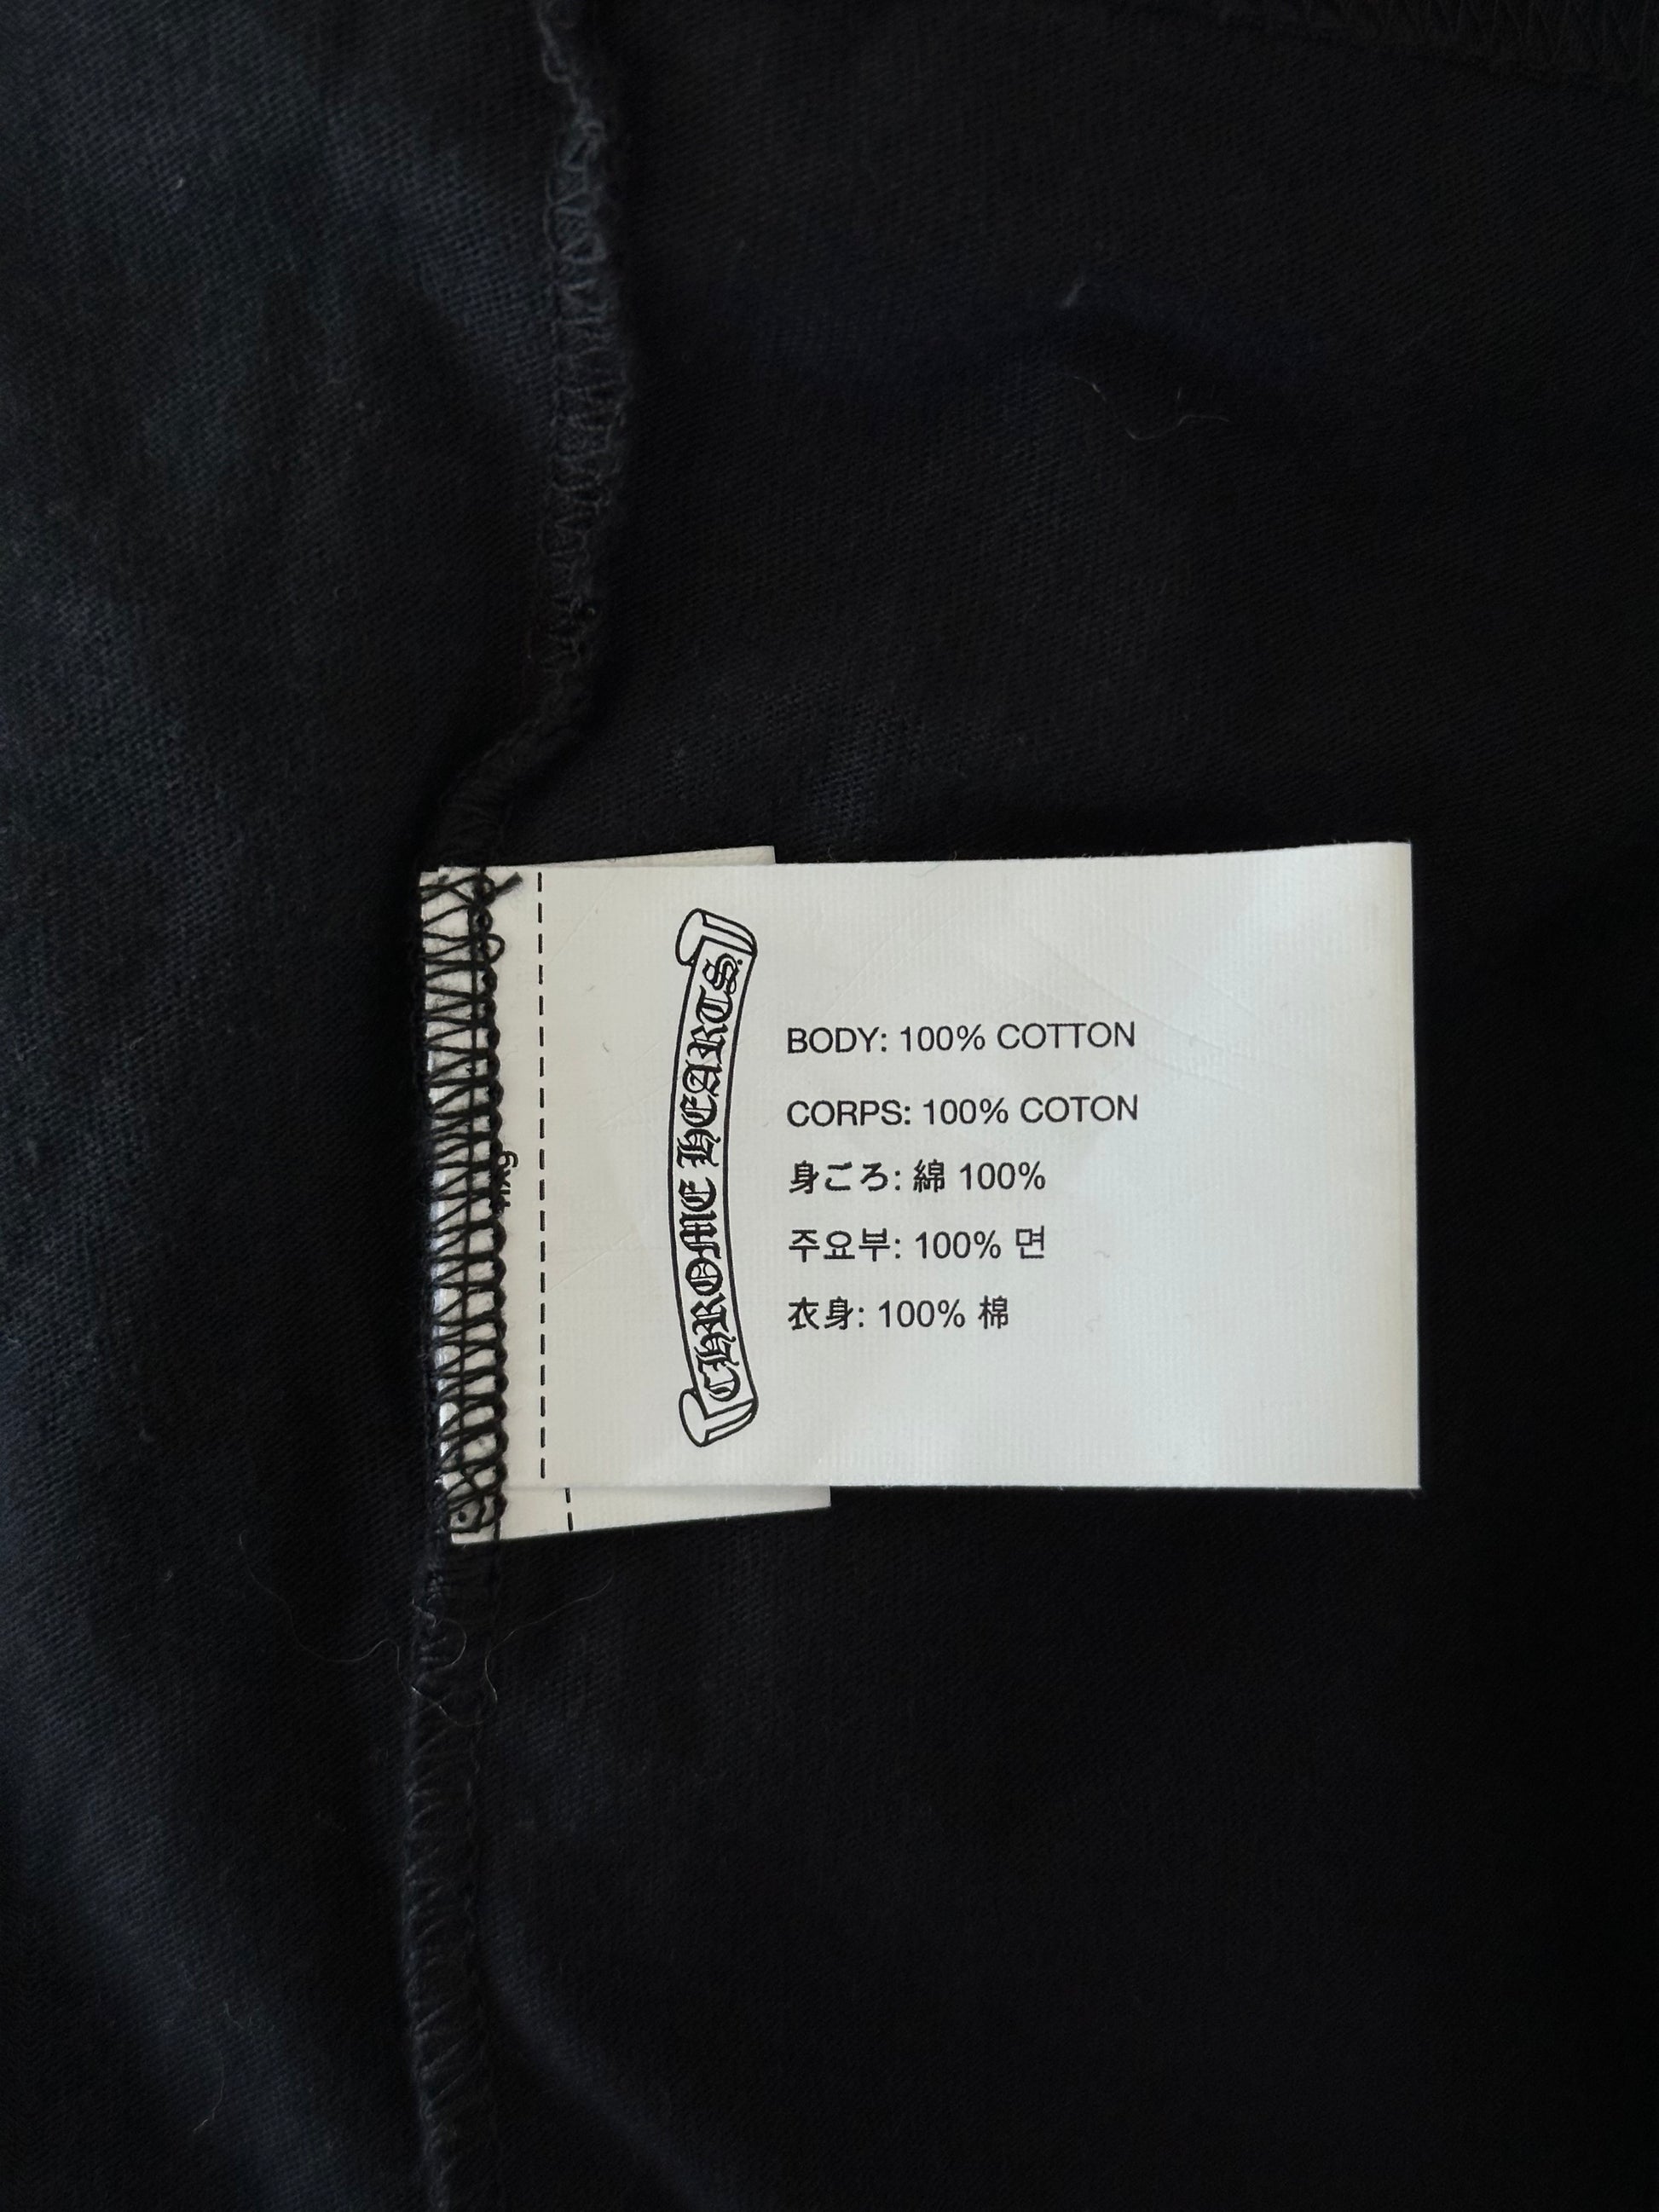 CHROME HEARTS
BODY: 100% COTTON
CORPS: 100% COTON
身ごろ: 綿 100%
주요부: 100% 면
衣身: 100% 棉